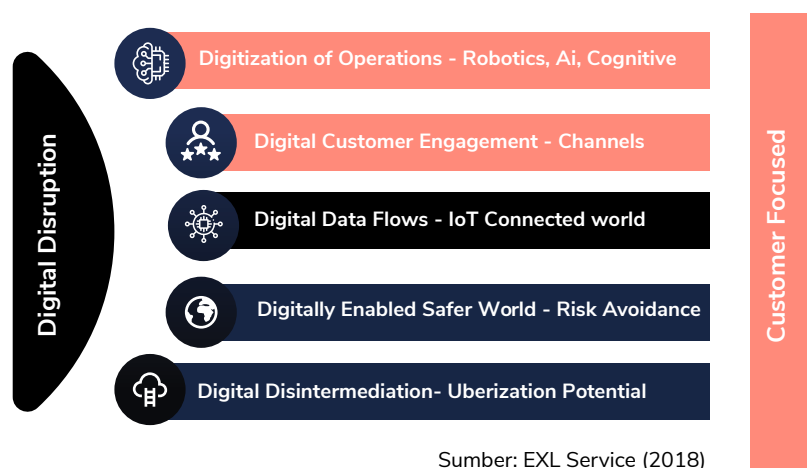 Digital Disruption
Digitization of Operations - Robotics, Ai, Cognitive
Digital Customer Engagement - Channels
Digital Data Flows - IoT Connected world
Digitally Enabled Safer World - Risk Avoidance
Digital Disintermediation- Uberization Potential
Customer Focused
Sumber: EXL Service (2018)